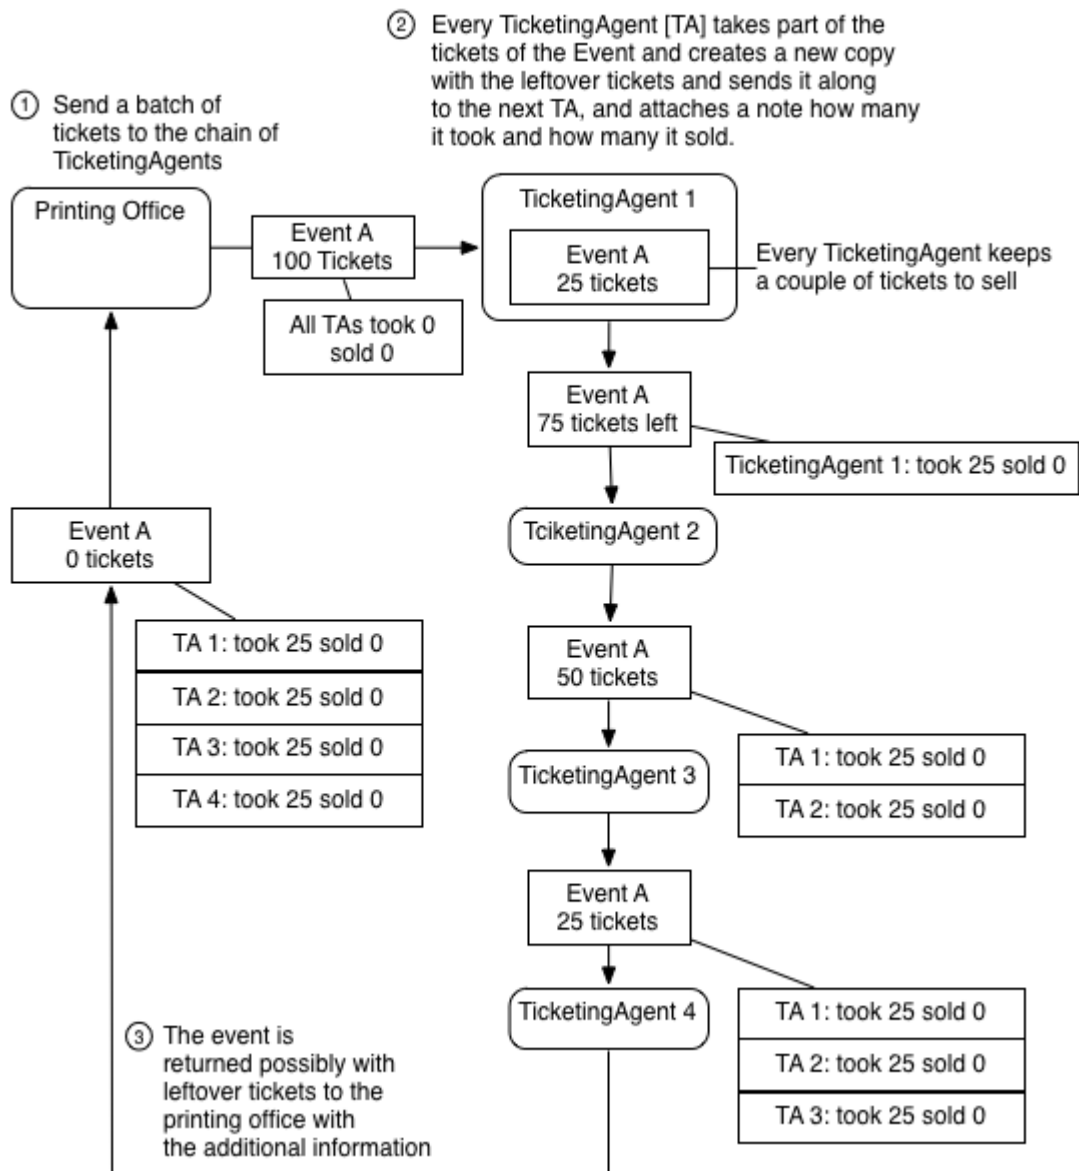 ② Every TicketingAgent [TA] takes part of the
tickets of the Event and creates a new copy
with the leftover tickets and sends it along
to the next TA, and attaches a note how many
it took and how many it sold.
① Send a batch of
tickets to the chain of
TicketingAgents
Printing Office
Event A
100 Tickets
All TAs took 0
sold 0
TicketingAgent 1
Event A
25 tickets
Every TicketingAgent keeps
a couple of tickets to sell
Event A
75 tickets left
TicketingAgent 1: took 25 sold 0
TciketingAgent 2
Event A
50 tickets
TA 1: took 25 sold 0
TA 2: took 25 sold 0
TicketingAgent 3
Event A
25 tickets
TA 1: took 25 sold 0
TA 2: took 25 sold 0
TA 3: took 25 sold 0
TicketingAgent 4
Event A
0 tickets
TA 1: took 25 sold 0
TA 2: took 25 sold 0
TA 3: took 25 sold 0
TA 4: took 25 sold 0
③ The event is
returned possibly with
leftover tickets to the
printing office with
the additional information